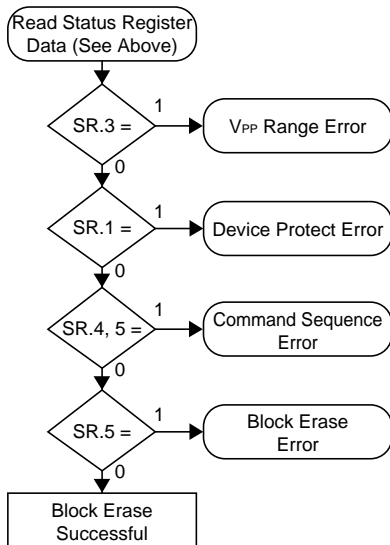 Read Status Register
Data (See Above)
SR.3 =
1
VPP Range Error
0
SR.1 =
1
Device Protect Error
0
SR.4, 5 =
1
Command Sequence
Error
0
SR.5 =
1
Block Erase
Error
0
Block Erase
Successful